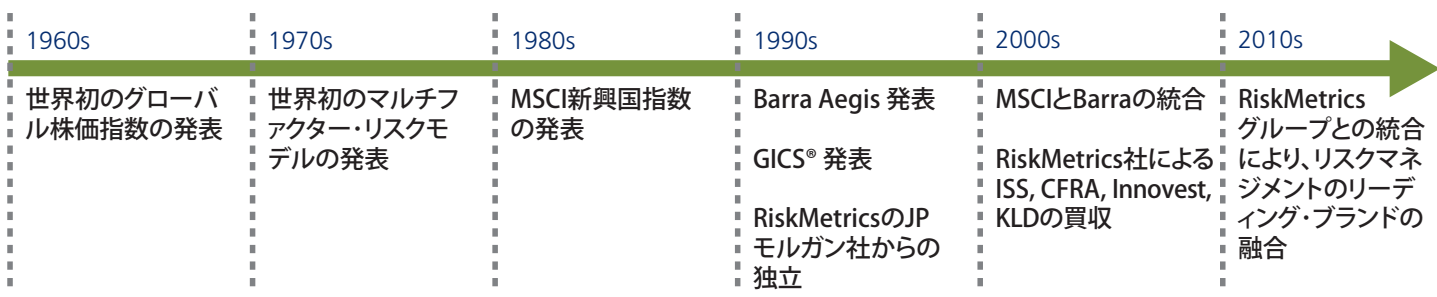 1960s
世界初のグローバ
ル株価指数の発表
1970s
世界初のマルチフ
ァクター・リスクモ
デルの発表
1980s
MSCI新興国指数
の発表
1990s
Barra Aegis 発表
GICS® 発表
RiskMetricsのJP
モルガン社からの
独立
2000s
MSCIとBarraの統合
RiskMetrics社による
ISS, CFRA, Innovest,
KLDの買収
2010s
RiskMetrics
グループとの統合
により、リスクマネ
ジメントのリーデ
ィング・ブランドの
融合